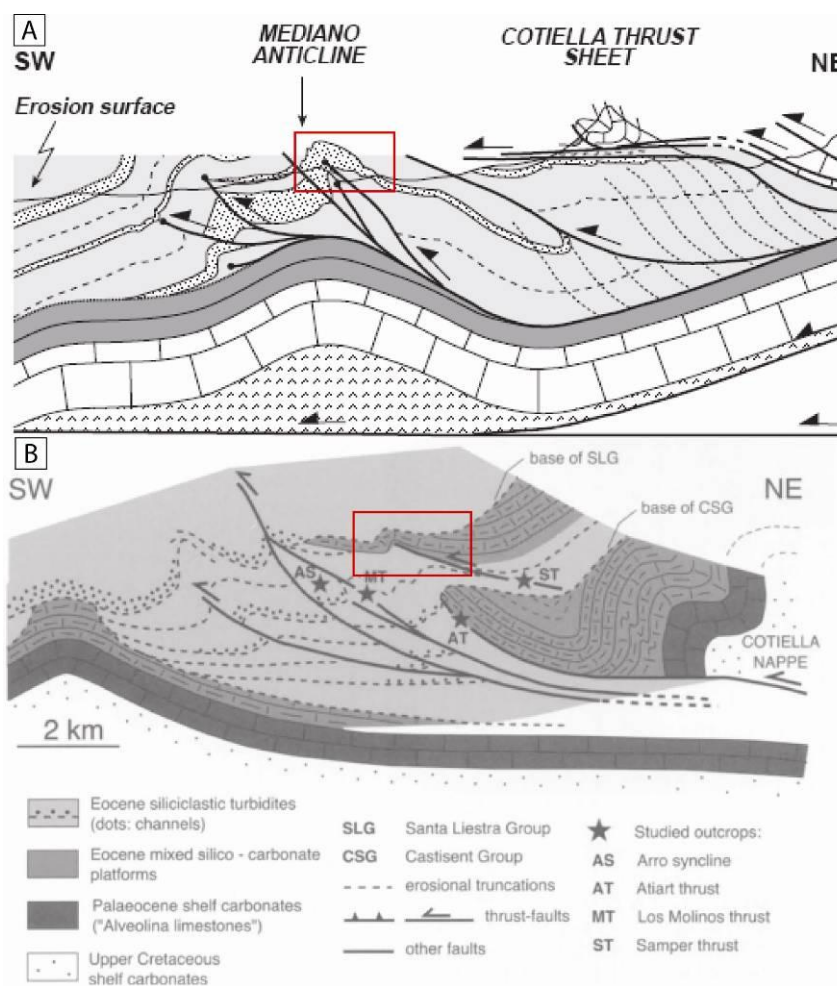 A
SW
MEDIANO
ANTICLINE
COTIELLA THRUST
SHEET
NE
Erosion surface
B
SW
base of SLG
NE
base of CSG
AS
MT
ST
AT
COTIELLA
NAPPE
2 km
Eocene siliciclastic turbidites
(dots: channels)
Eocene mixed silico - carbonate
platforms
Palaeocene shelf carbonates
("Alveolina limestones")
Upper Cretaceous
shelf carbonates
SLG Santa Liestra Group
CSG Castisent Group
erosional truncations
thrust-faults
other faults
Studied outcrops:
AS Arro syncline
AT Atiart thrust
MT Los Molinos thrust
ST Samper thrust